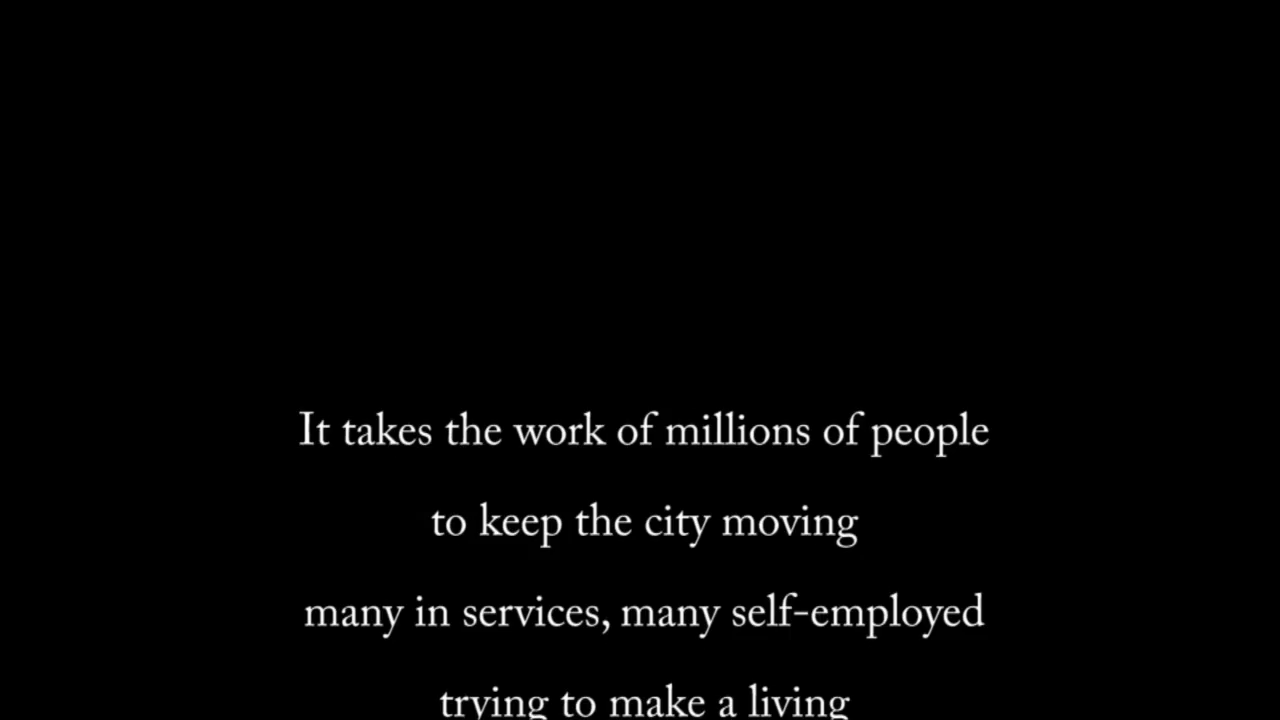 It takes the work of millions of people
to keep the city moving
many in services, many self-employed
trying to make a living